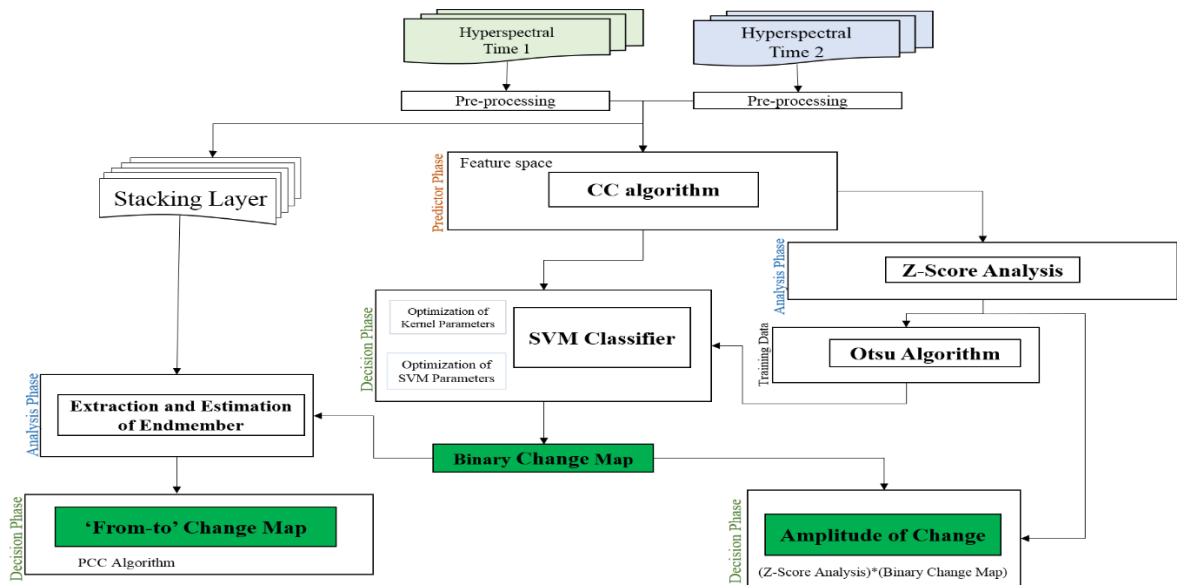 Hyperspectral
Time 1
Hyperspectral
Time 2
Pre-processing
Pre-processing
Stacking Layer
Predictor Phase
Feature space
CC algorithm
Analysis Phase
Z-Score Analysis
Decision Phase
Optimization of
Kernel Parameters
Optimization of
SVM Parameters
SVM Classifier
Training Data
Otsu Algorithm
Analysis Phase
Extraction and Estimation
of Endmember
Binary Change Map
Decision Phase
‘From-to’ Change Map
PCC Algorithm
Decision Phase
Amplitude of Change
(Z-Score Analysis)*(Binary Change Map)